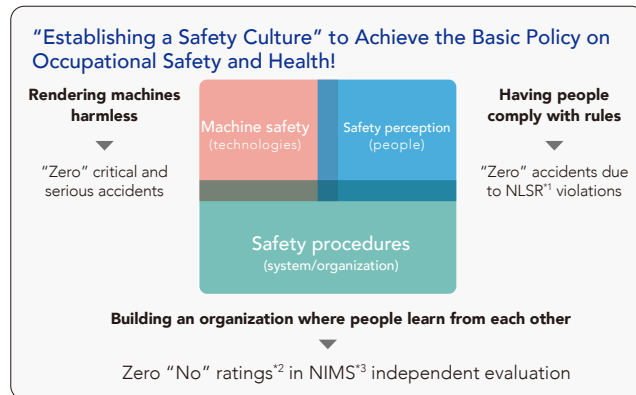 “Establishing a Safety Culture” to Achieve the Basic Policy on
Occupational Safety and Health!
Rendering machines
harmless
“Zero” critical and
serious accidents
Machine safety
(technologies)
Safety perception
(people)
Having people
comply with rules
“Zero” accidents due
to NLSR*1 violations
Safety procedures
(system/organization)
Building an organization where people learn from each other
Zero “No” ratings*2 in NIMS*3 independent evaluation